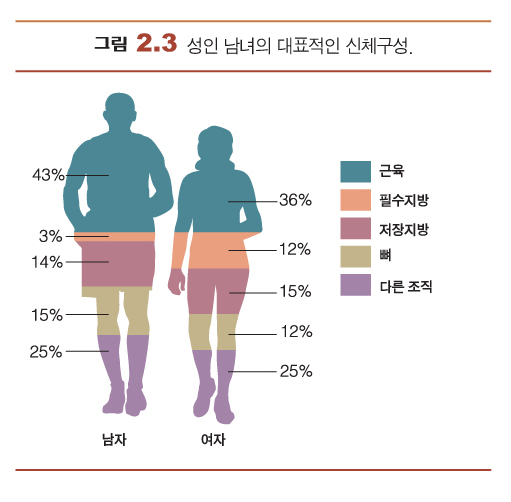 그림 2.3 성인 남녀의 대표적인 신체구성.
43%
3%
14%
15%
25%
36%
12%
15%
12%
25%
근육
필수지방
저장지방
뼈
다른 조직
남자
여자